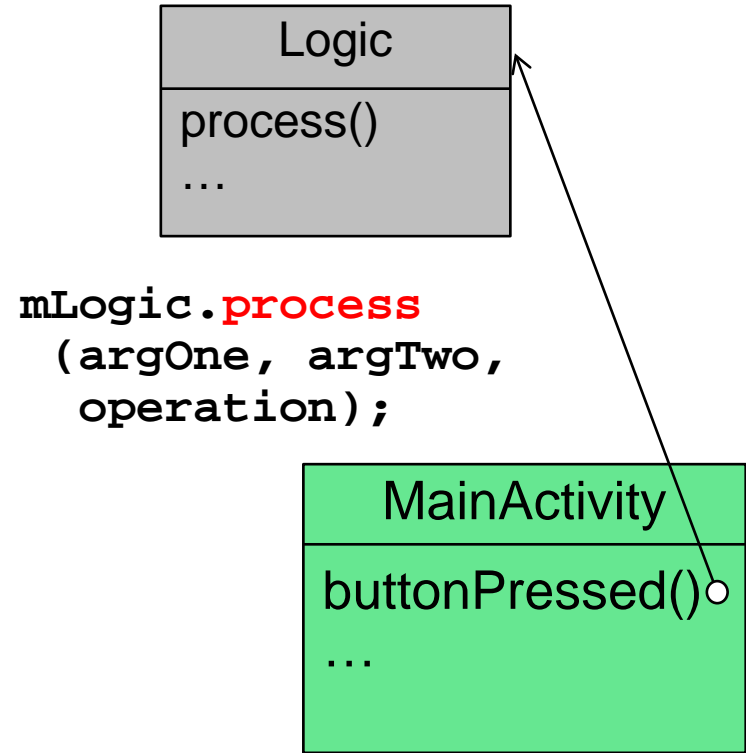 Logic
process()
…
mLogic.process
(argOne, argTwo,
operation);
MainActivity
buttonPressed()
…